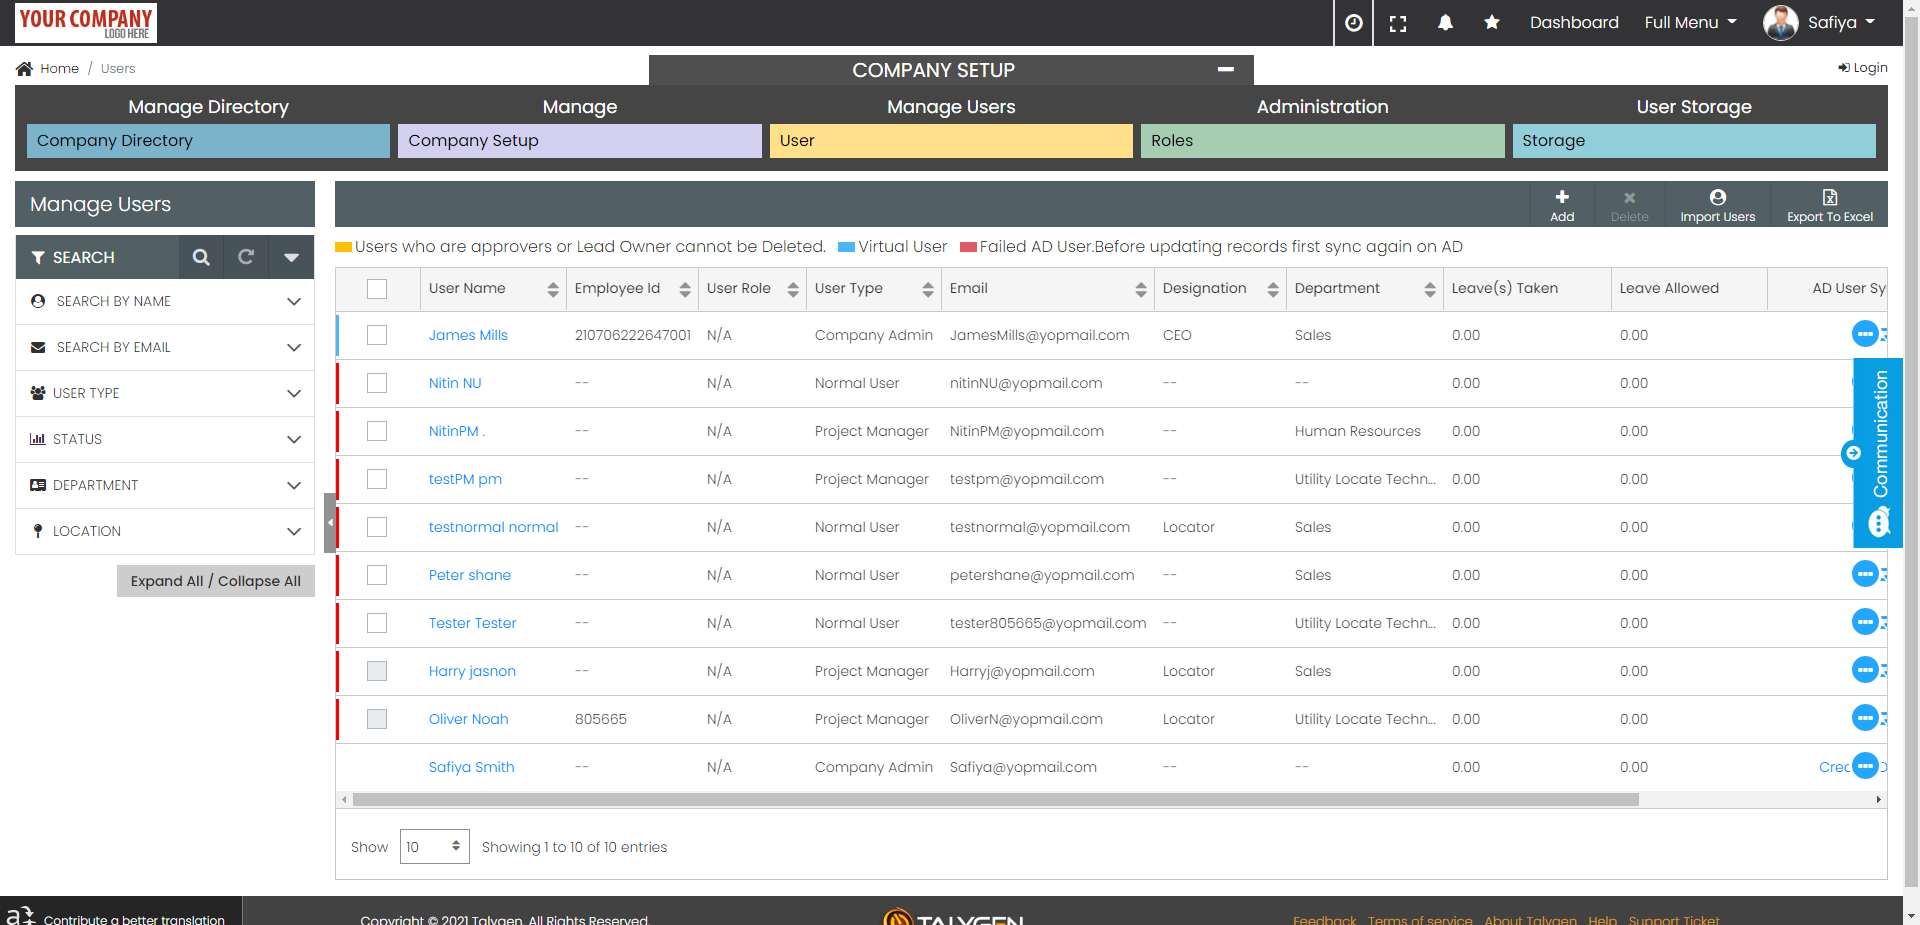 YOUR COMPANY
LOGO HERE
Dashboard
Full Menu
Safiya
Home / Users
COMPANY SETUP
Login
Manage Directory
Manage
Manage Users
Administration
User Storage
Company Directory
Company Setup
User
Roles
Storage
Manage Users
Add
Delete
Import Users
Export To Excel
SEARCH
SEARCH BY NAME
SEARCH BY EMAIL
USER TYPE
STATUS
DEPARTMENT
LOCATION
Expand All / Collapse All
Users who are approvers or Lead Owner cannot be Deleted. Virtual User Failed AD User.Before updating records first sync again on AD
User Name Employee Id User Role User Type Email Designation Department Leave(s) Taken Leave Allowed AD User Sy
James Mills 210706222647001 N/A Company Admin JamesMills@yopmail.com CEO Sales 0.00 0.00
Nitin NU -- N/A Normal User nitinNU@yopmail.com -- -- 0.00 0.00
NitinPM . -- N/A Project Manager NitinPM@yopmail.com -- Human Resources 0.00 0.00
testPM pm -- N/A Project Manager testpm@yopmail.com -- Utility Locate Techn... 0.00 0.00
testnormal normal -- N/A Normal User testnormal@yopmail.com Locator Sales 0.00 0.00
Peter shane -- N/A Normal User petershane@yopmail.com -- Sales 0.00 0.00
Tester Tester -- N/A Normal User tester805665@yopmail.com -- Utility Locate Techn... 0.00 0.00
Harry jasnon -- N/A Project Manager Harryj@yopmail.com Locator Sales 0.00 0.00
Oliver Noah 805665 N/A Project Manager OliverN@yopmail.com Locator Utility Locate Techn... 0.00 0.00
Safiya Smith -- N/A Company Admin Safiya@yopmail.com -- -- 0.00 0.00
Communication
Show 10 Showing 1 to 10 of 10 entries
Contribute a better translation
Copyright © 2021 Talygen. All Rights Reserved.
TALYGEN
Feedback Terms of service About Talygen Help Support Ticket